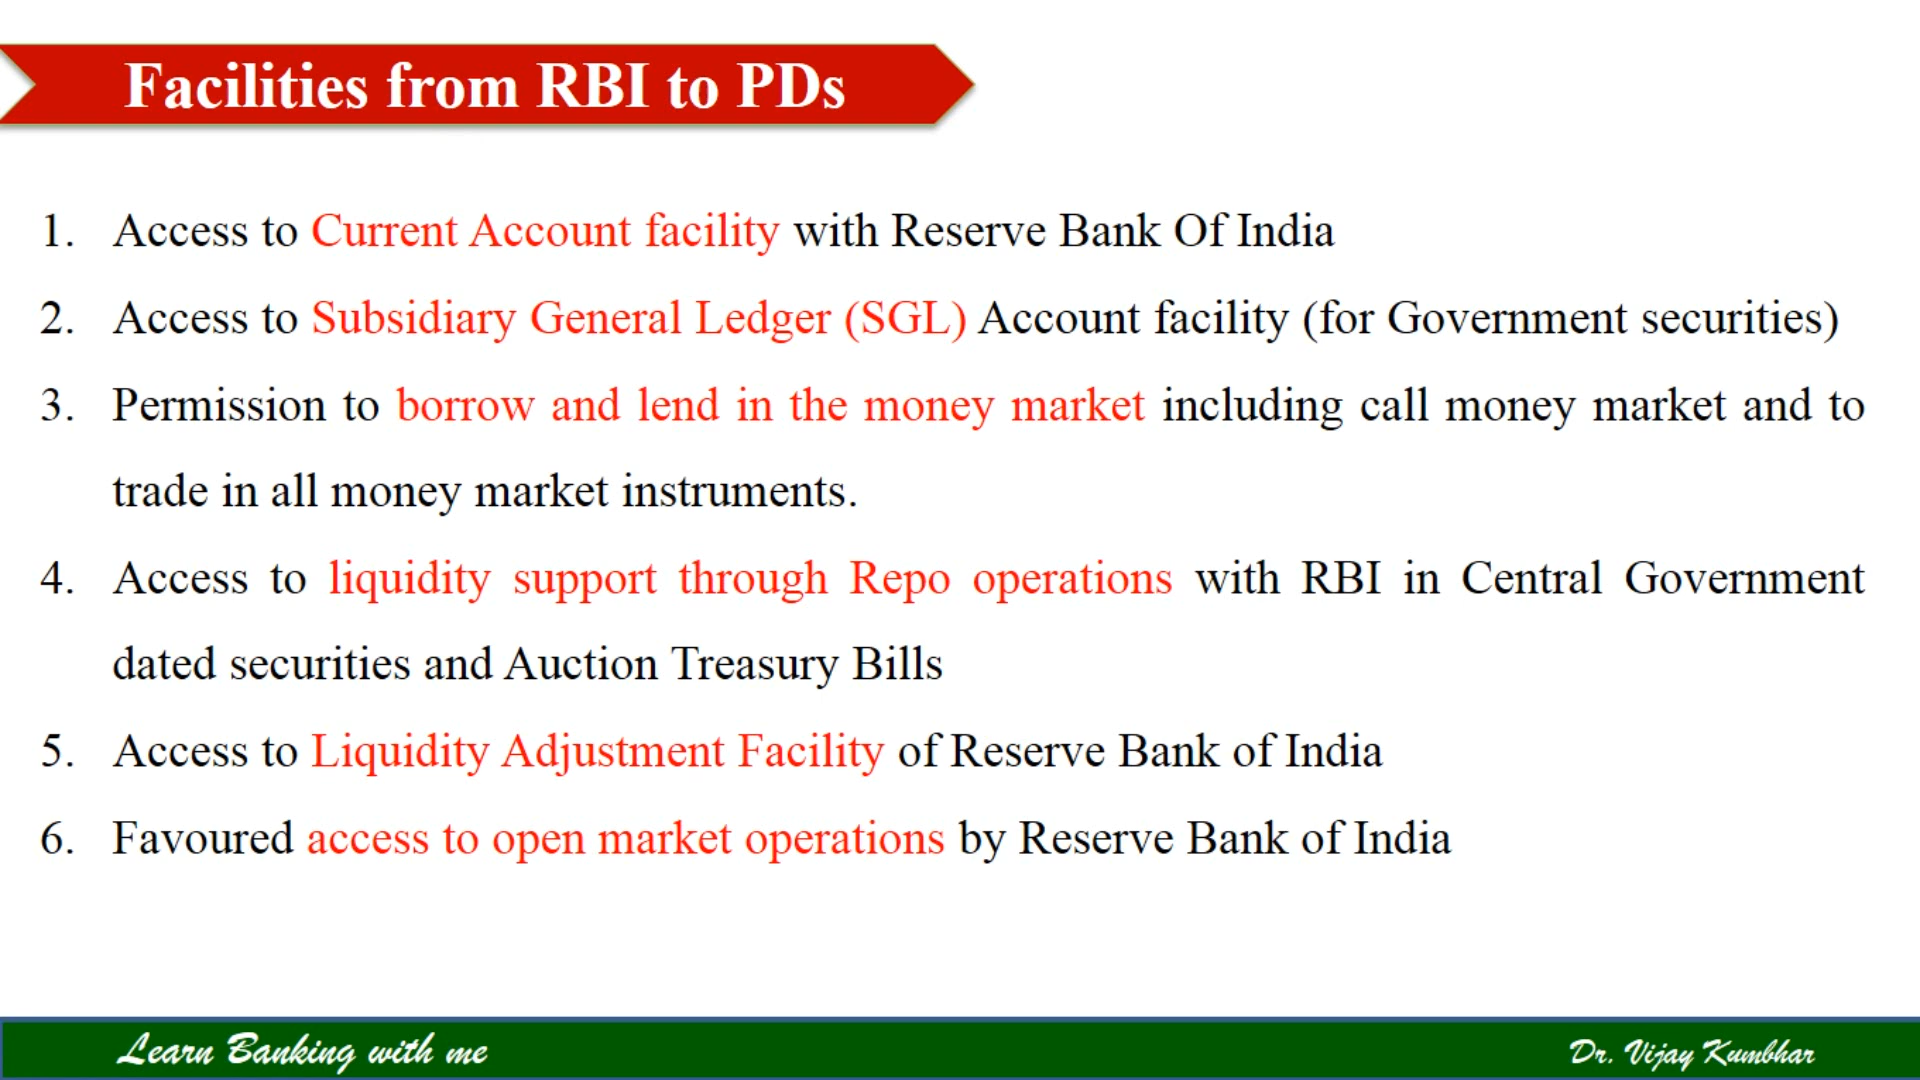 Facilities from RBI to PDs
1. Access to Current Account facility with Reserve Bank Of India
2. Access to Subsidiary General Ledger (SGL) Account facility (for Government securities)
3. Permission to borrow and lend in the money market including call money market and to
trade in all money market instruments.
4. Access to liquidity support through Repo operations with RBI in Central Government
dated securities and Auction Treasury Bills
5. Access to Liquidity Adjustment Facility of Reserve Bank of India
6. Favoured access to open market operations by Reserve Bank of India
Learn Banking with me
Dr. Vijay Kumbhar